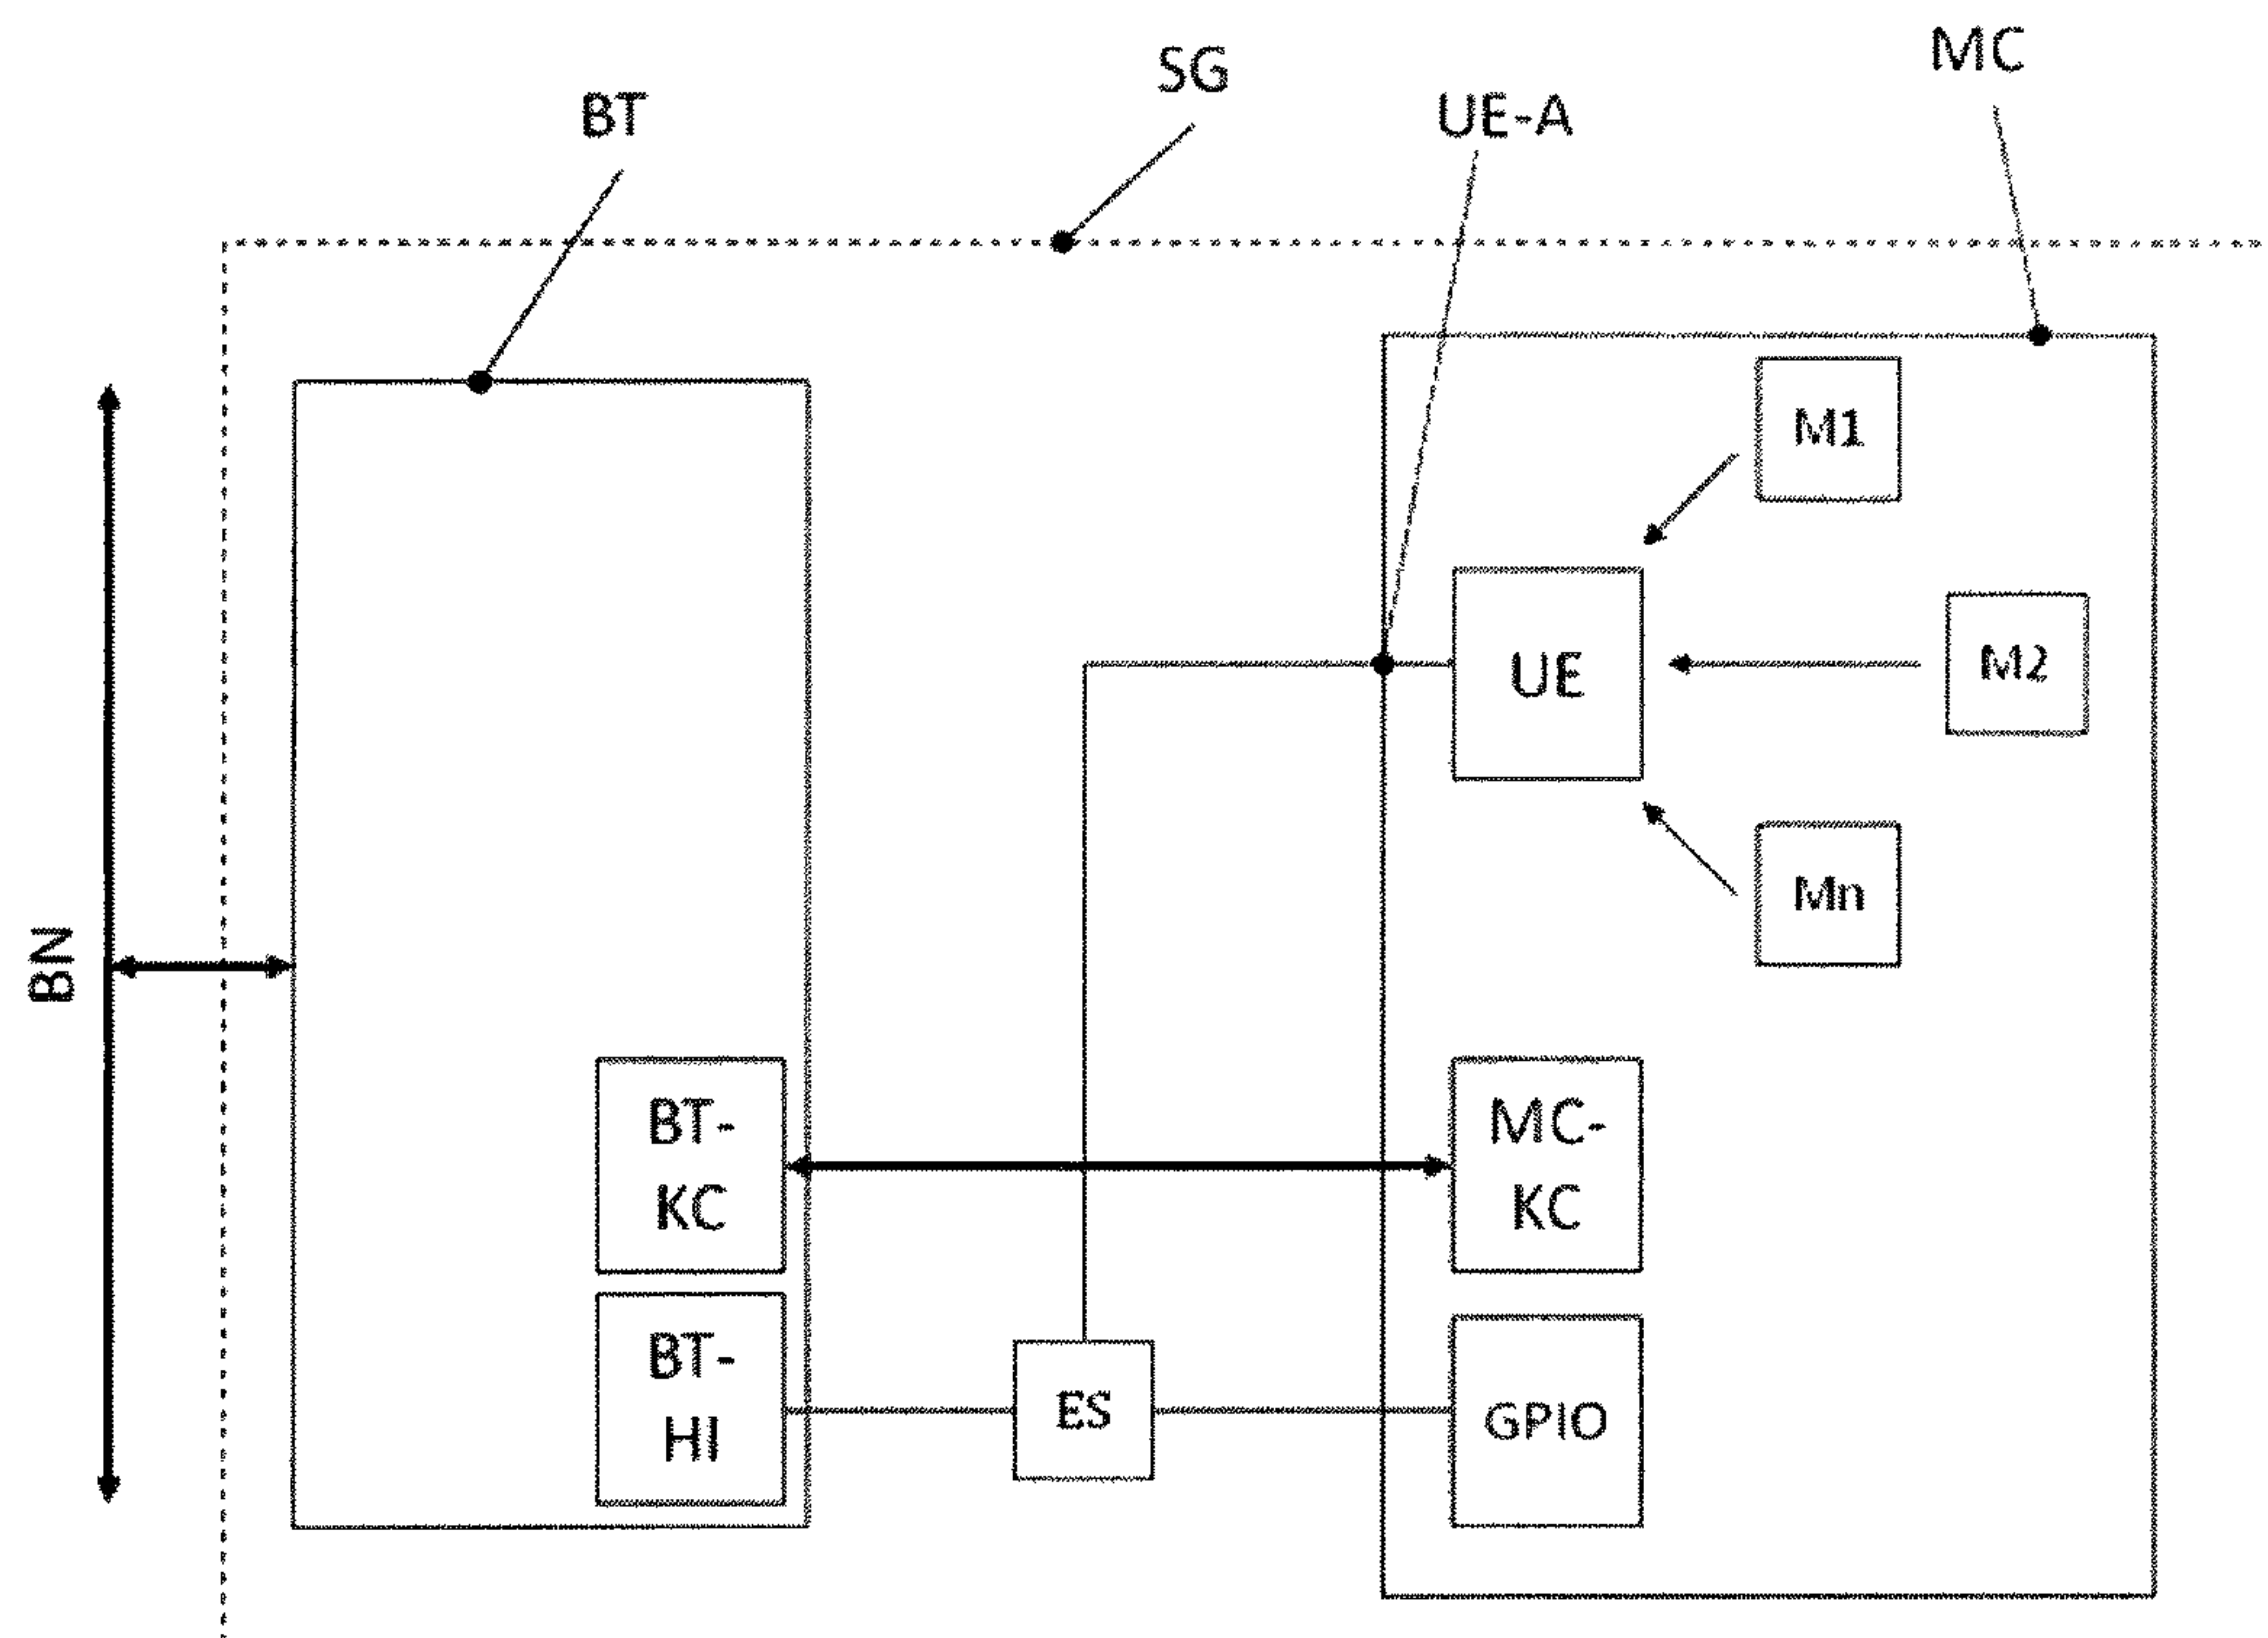 MC
SG
BT
UE-A
M1
UE
M2
Mn
BN
BT-
KC
MC-
KC
BT-
HI
ES
GPIO